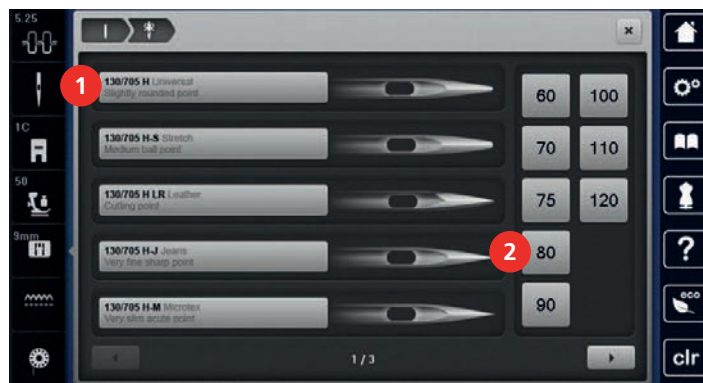 5.25
1
130/705 H Universal
Slightly rounded point
60 100
1C
130/705 H-S Stretch
Medium ball point
70 110
50
130/705 H LR Leather
Cutting point
75 120
9mm
130/705 H-J Jeans
Very fine sharp point
2
80
?
130/705 H-M Microtex
Very slim acute point
90
eco
1 / 3
clr